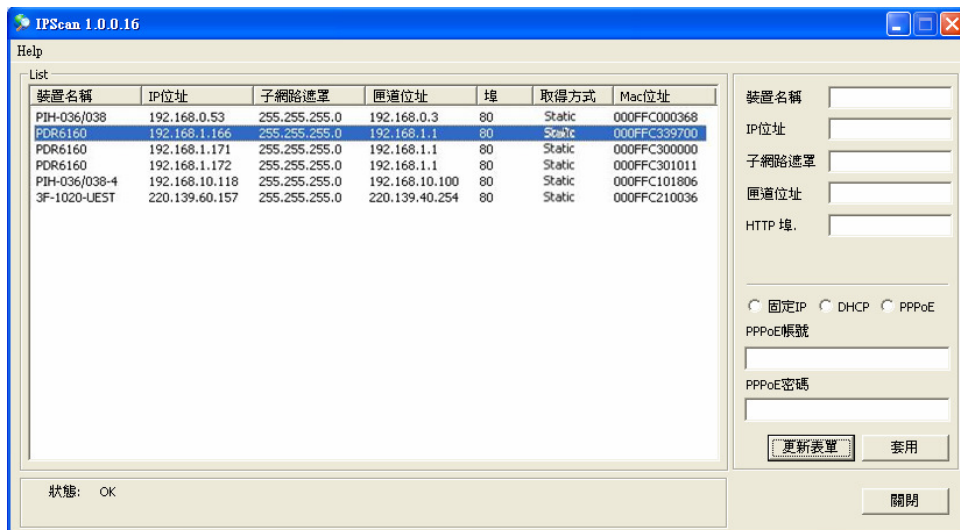 IPScan 1.0.0.16
Help
List
裝置名稱 IP位址 子網路遮罩 匣道位址 埠 取得方式 Mac位址
PIH-036/038 192.168.0.53 255.255.255.0 192.168.0.3 80 Static 000FFC000368
PDR6160 192.168.1.166 255.255.255.0 192.168.1.1 80 Static 000FFC339700
PDR6160 192.168.1.171 255.255.255.0 192.168.1.1 80 Static 000FFC300000
PDR6160 192.168.1.172 255.255.255.0 192.168.1.1 80 Static 000FFC301011
PIH-036/038-4 192.168.10.118 255.255.255.0 192.168.10.100 80 Static 000FFC101806
3F-1020-UEST 220.139.60.157 255.255.255.0 220.139.40.254 80 Static 000FFC210036
裝置名稱
IP位址
子網路遮罩
匣道位址
HTTP 埠.
固定IP DHCP PPPoE
PPPoE帳號
PPPoE密碼
更新表單 套用
狀態: OK
關閉